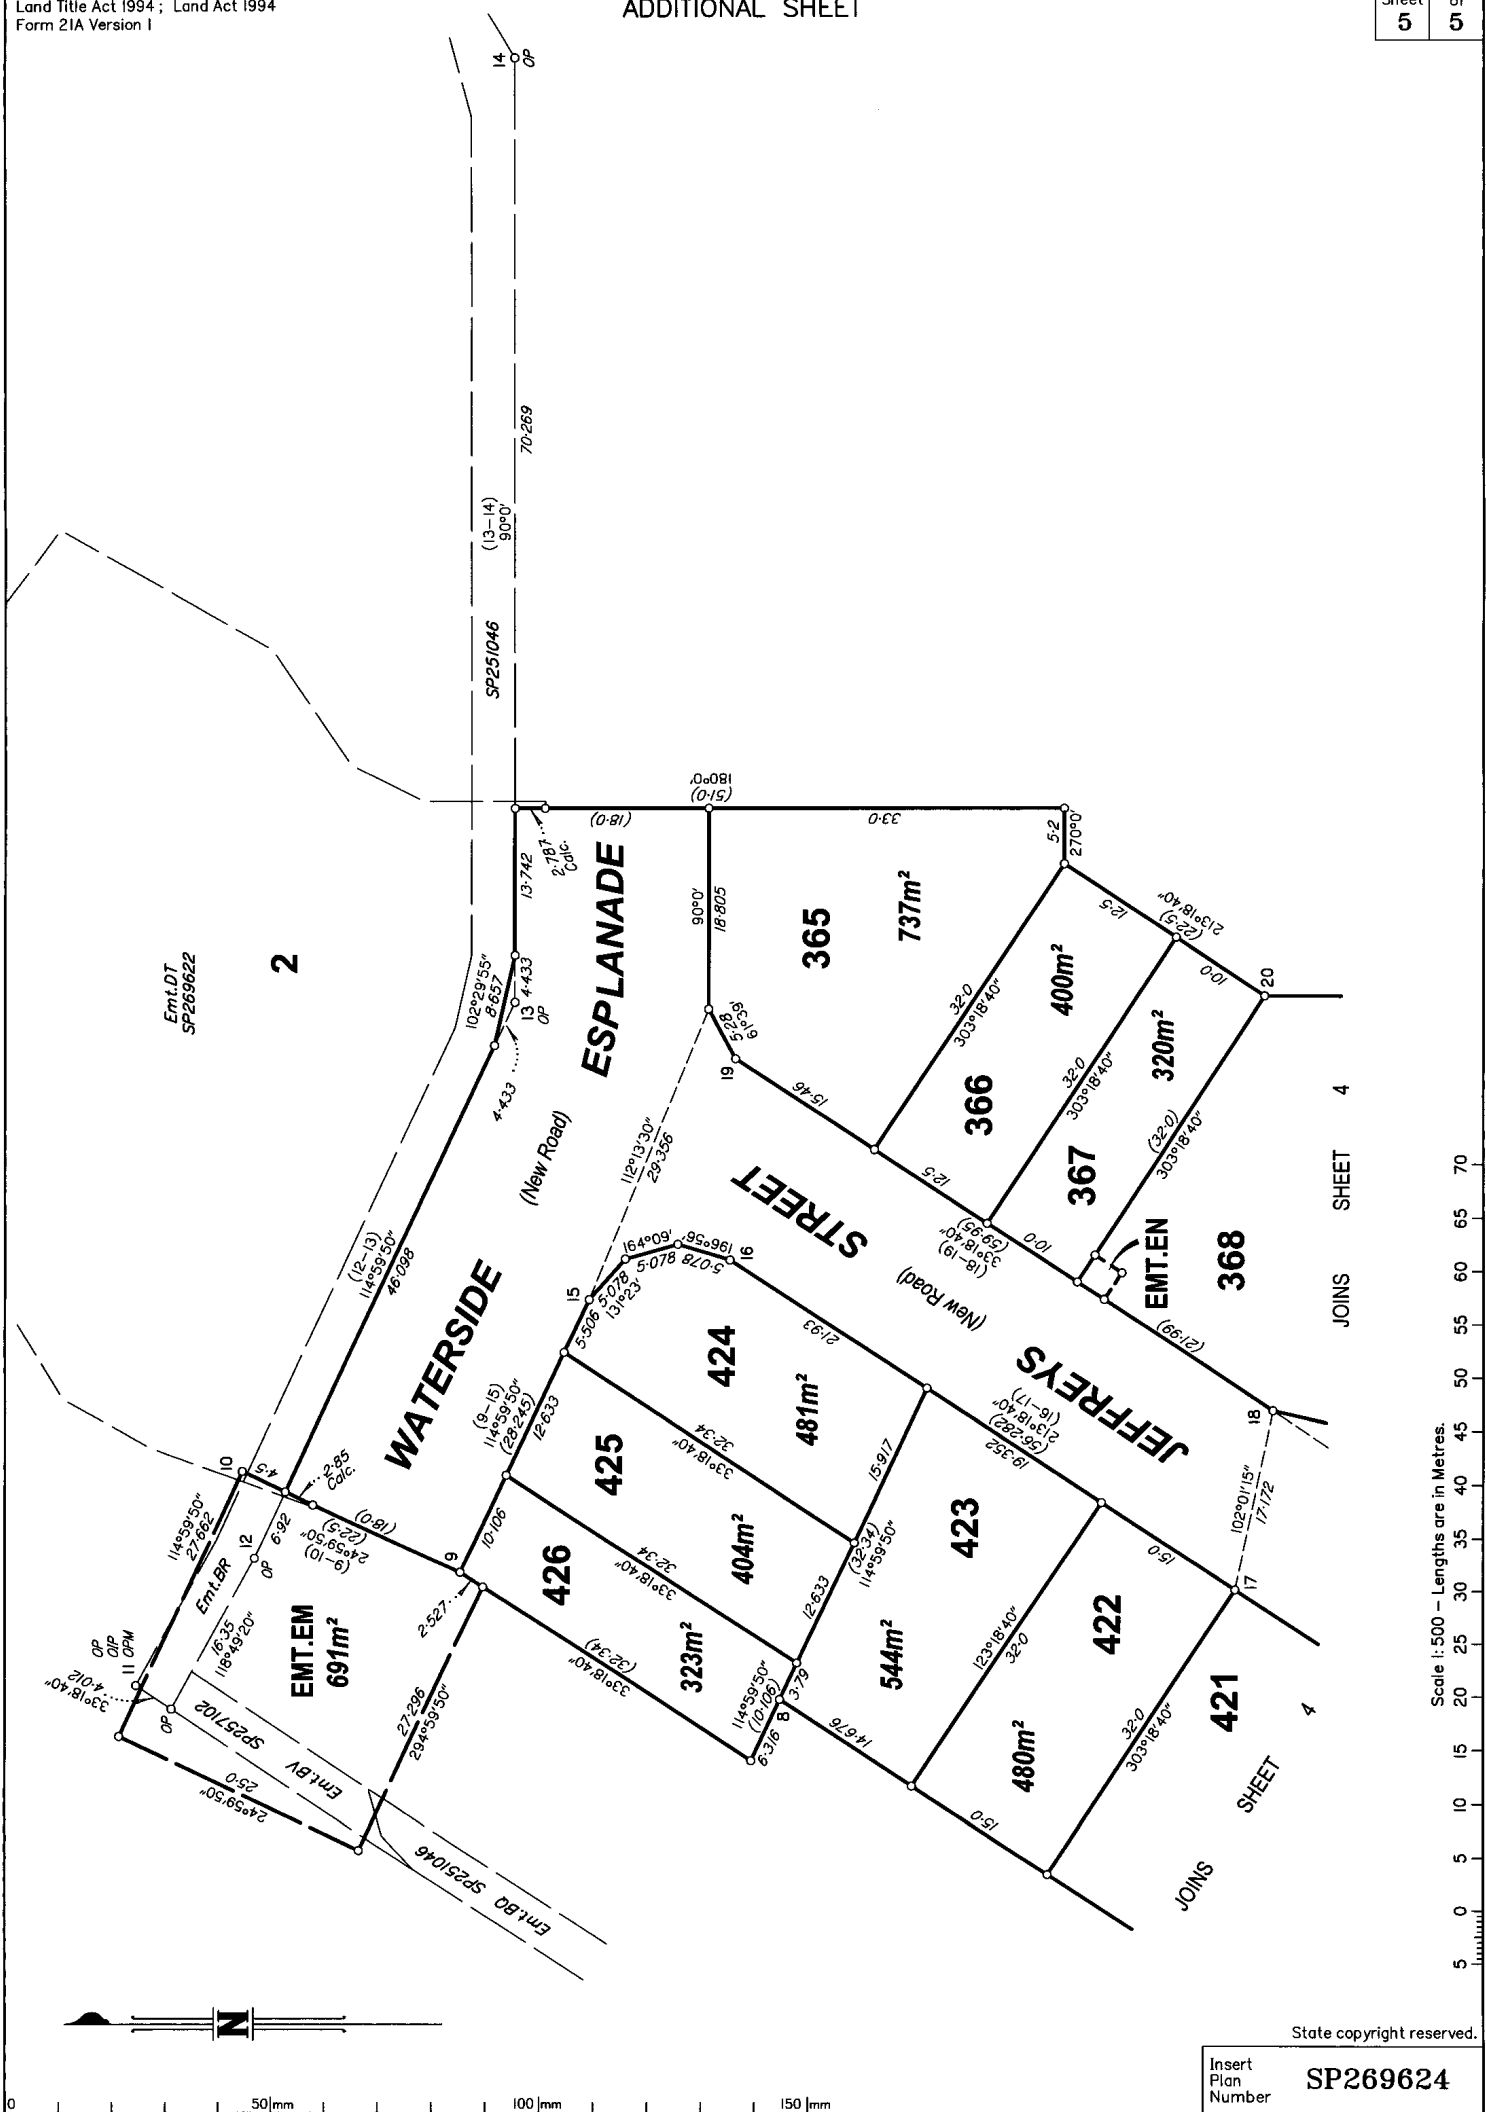 Land Title Act 1994 ; Land Act 1994
Form 21A Version 1
ADDITIONAL SHEET
Sheet
5
of
5
14
OP
70·269
(13-14)
90°0'
SP251046
Emt.DT
SP269622
2
180°0'
(51·0)
(18·0)
33·0
2·787
Calc.
13·742
102°29'55"
8·657
4·433
13
OP
4·433
ESPLANADE
90°0'
18·805
365
737m²
5·2
270°0'
12·5
213°18'40"
(22·5)
10·0
20
5·28
61°39'
19
15·46
32·0
303°18'40"
400m²
366
12·5
32·0
303°18'40"
320m²
367
(32·0)
303°18'40"
10·0
(18-19)
33°18'40"
(59·95)
EMT.EN
368
(21·99)
18
JOINS SHEET 4
(New Road)
(12-13)
114°59'50"
46·098
112°13'30"
29·356
STREET
(New Road)
JEFFREYS
WATERSIDE
15
5·506
5·078
131°23'
164°09'
5·078
196°56'
5·078
16
21·93
424
481m²
(9-15)
114°59'50"
(28·245)
12·633
32·34
33°18'40"
15·917
19·352
(56·282)
213°18'40"
(16-17)
425
404m²
10·106
32·34
33°18'40"
12·633
(32·34)
114°59'50"
423
544m²
426
323m²
(32·34)
33°18'40"
114°59'50"
(10·106)
8
3·79
6·316
14·676
123°18'40"
32·0
15·0
422
480m²
102°01'15"
17·172
17
15·0
32·0
303°18'40"
421
JOINS SHEET 4
10
4·5
2·85
Calc.
(18·0)
(22·5)
24°59'50"
(9-10)
9
2·527
12
OP
6·92
114°59'50"
27·662
Emt.BR
16·35
118°49'20"
EMT.EM
691m²
OP
OIP
11 OPM
33°18'40"
4·012
OP
SP257102
Emt.BV
25·0
24°59'50"
27·296
294°59'50"
Emt.BQ SP251046
N
Scale 1:500 – Lengths are in Metres.
5 0 5 10 15 20 25 30 35 40 45 50 55 60 65 70
State copyright reserved.
Insert
Plan
Number
SP269624
0 50mm 100mm 150mm